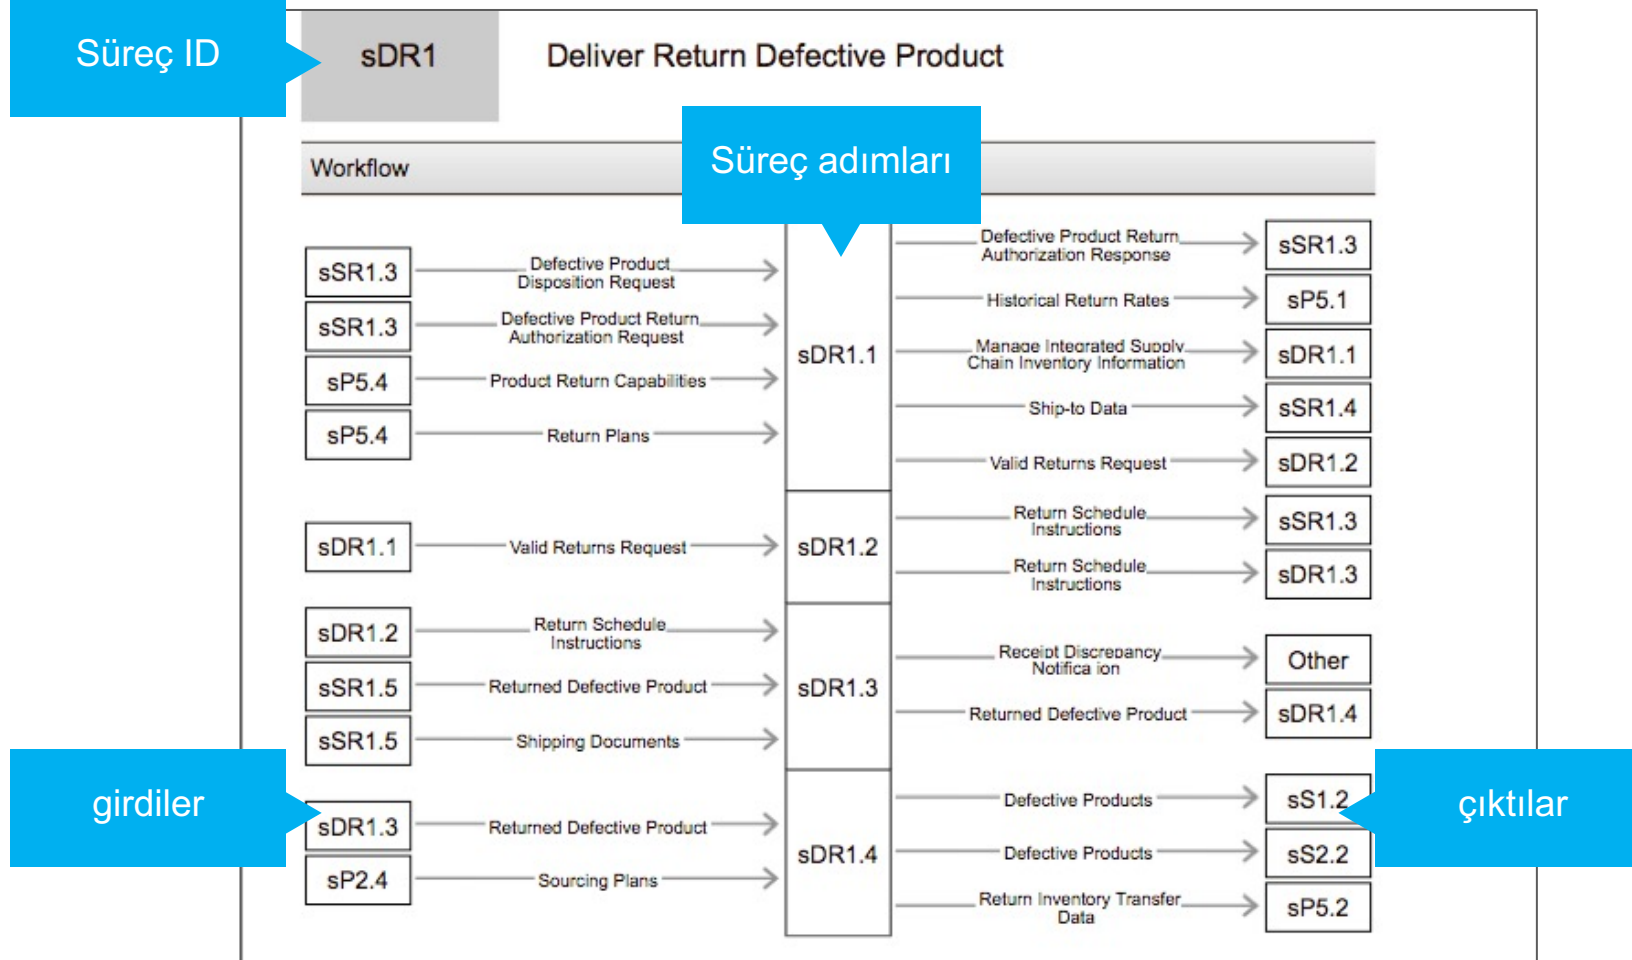 Süreç ID
sDR1
Deliver Return Defective Product
Süreç adımları
Workflow
sSR1.3
Defective Product
Disposition Request
sSR1.3
Defective Product Return
Authorization Request
sP5.4
Product Return Capabilities
sP5.4
Return Plans
sDR1.1
Defective Product Return
Authorization Response
sSR1.3
Historical Return Rates
sP5.1
Manage Integrated Supply
Chain Inventory Information
sDR1.1
Ship-to Data
sSR1.4
Valid Returns Request
sDR1.2
sDR1.1
Valid Returns Request
sDR1.2
Return Schedule
Instructions
sSR1.3
Return Schedule
Instructions
sDR1.3
sDR1.2
Return Schedule
Instructions
sSR1.5
Returned Defective Product
sSR1.5
Shipping Documents
sDR1.3
Receipt Discrepancy
Notifica ion
Other
Returned Defective Product
sDR1.4
girdiler
sDR1.3
Returned Defective Product
sP2.4
Sourcing Plans
sDR1.4
Defective Products
sS1.2
Defective Products
sS2.2
Return Inventory Transfer
Data
sP5.2
çıktılar